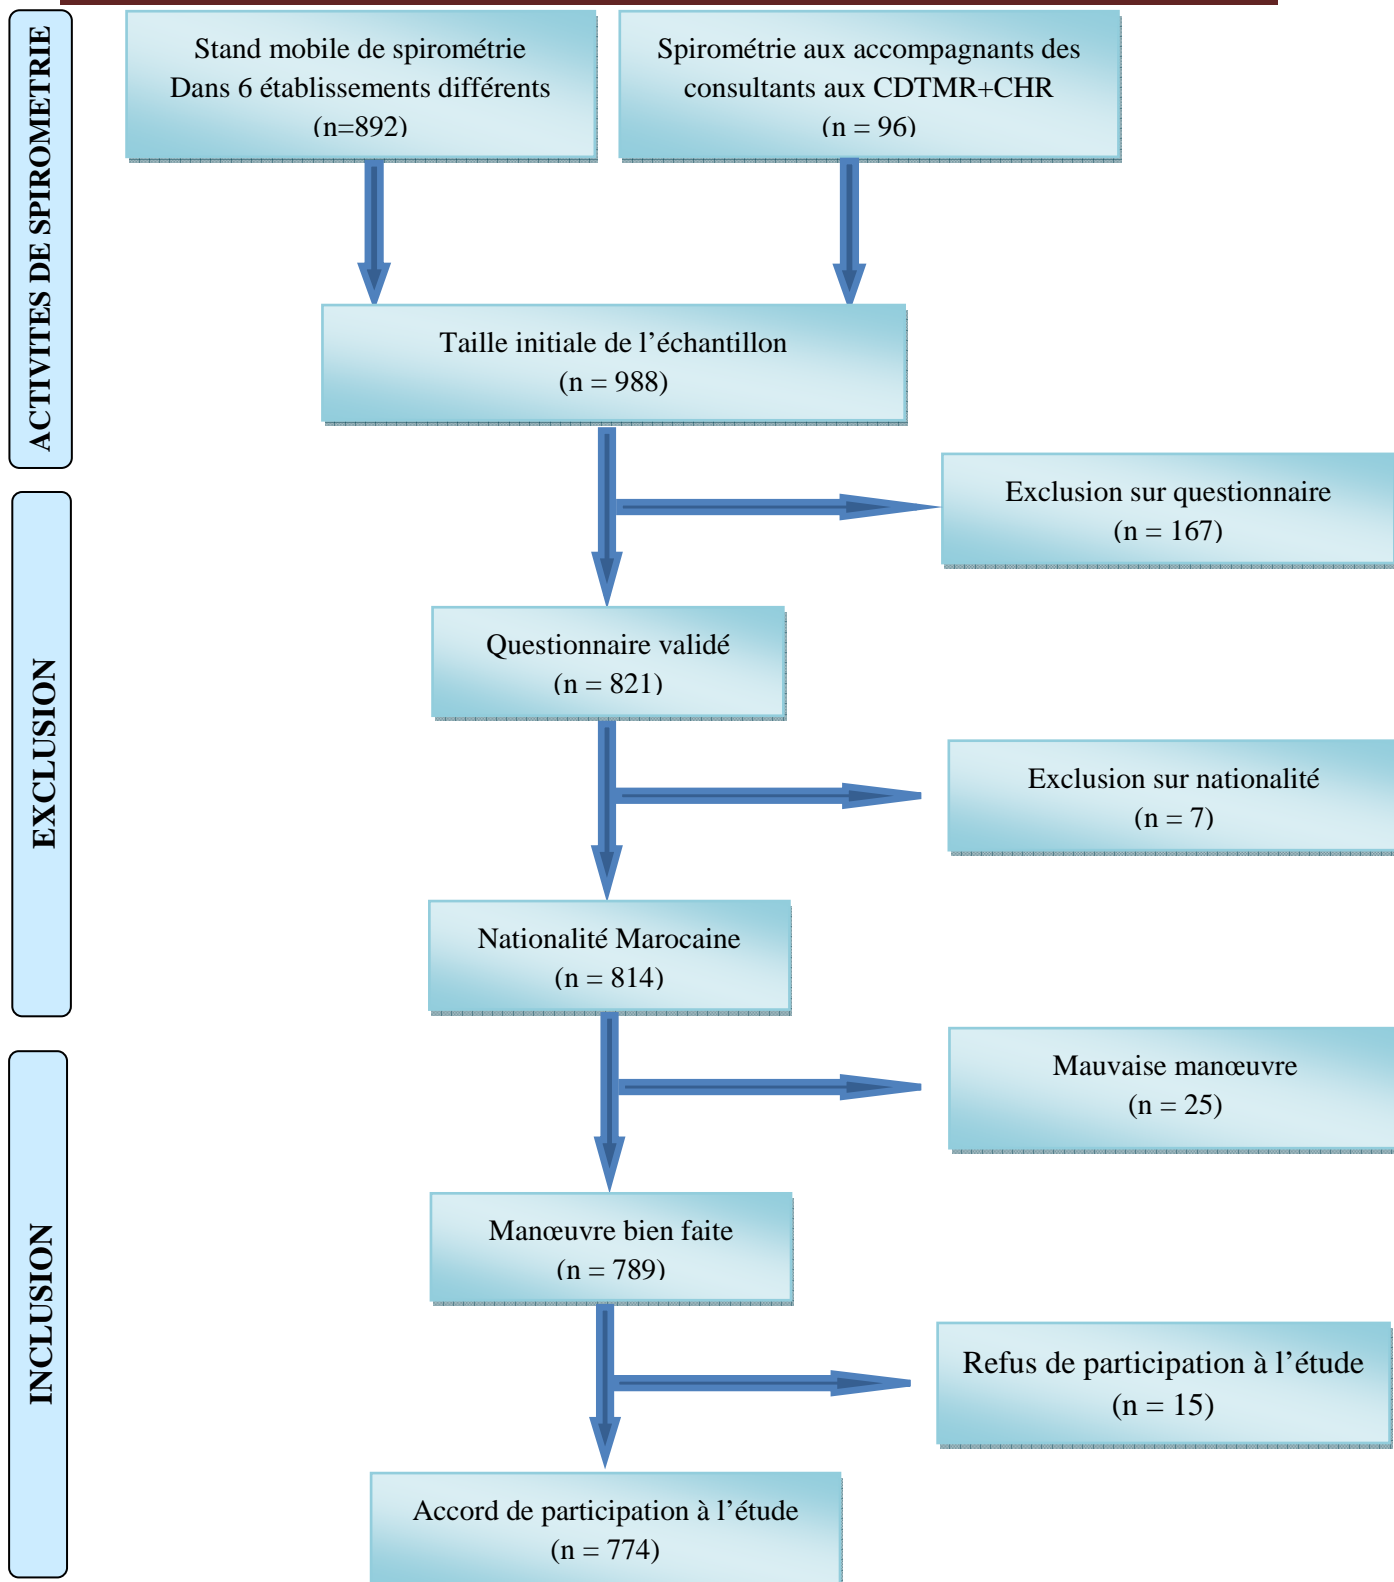 ACTIVITES DE SPIROMETRIE
Stand mobile de spirométrie
Dans 6 établissements différents
(n=892)
Spirométrie aux accompagnants des
consultants aux CDTMR+CHR
(n = 96)
Taille initiale de l’échantillon
(n = 988)
EXCLUSION
Exclusion sur questionnaire
(n = 167)
Questionnaire validé
(n = 821)
Exclusion sur nationalité
(n = 7)
Nationalité Marocaine
(n = 814)
INCLUSION
Mauvaise manœuvre
(n = 25)
Manœuvre bien faite
(n = 789)
Refus de participation à l’étude
(n = 15)
Accord de participation à l’étude
(n = 774)